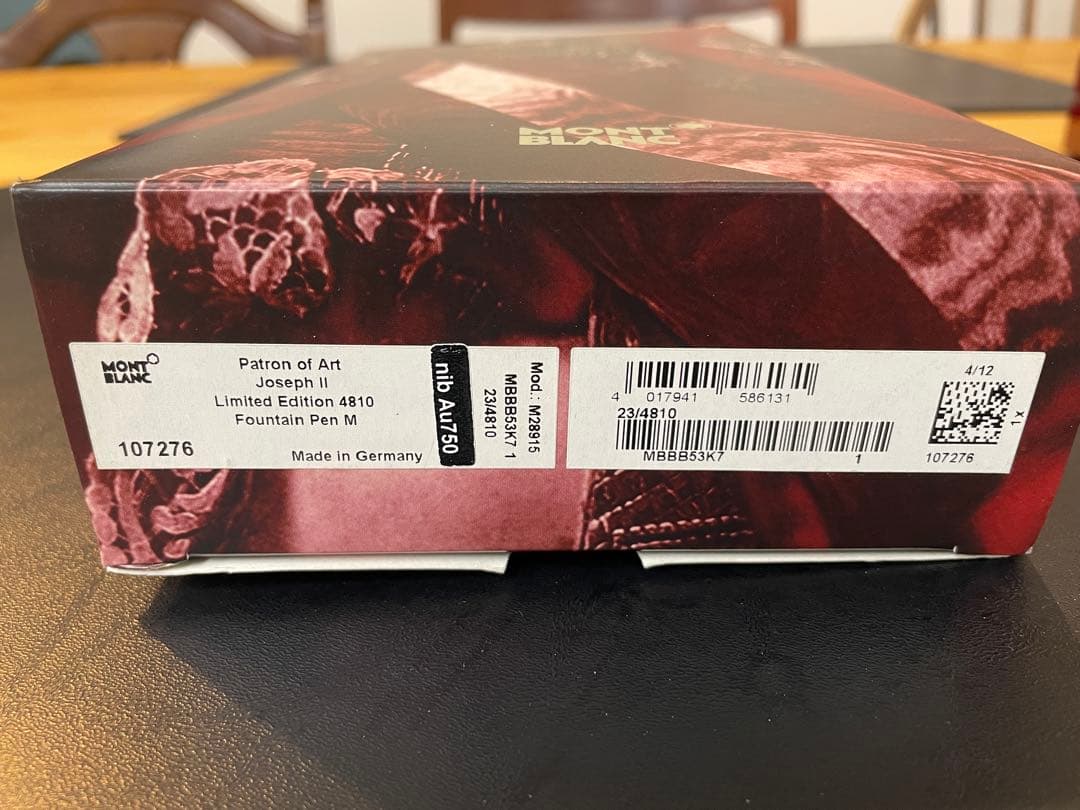 MONT
BLANC
MONT
BLANC
Patron of Art
Joseph II
Limited Edition 4810
Fountain Pen M
107276
Made in Germany
nib Au750
Mod.: M28915
MBBB53K7 1
23/4810
4 017941 586131
23/4810
MBBB53K7 1
4/12
1x
107276